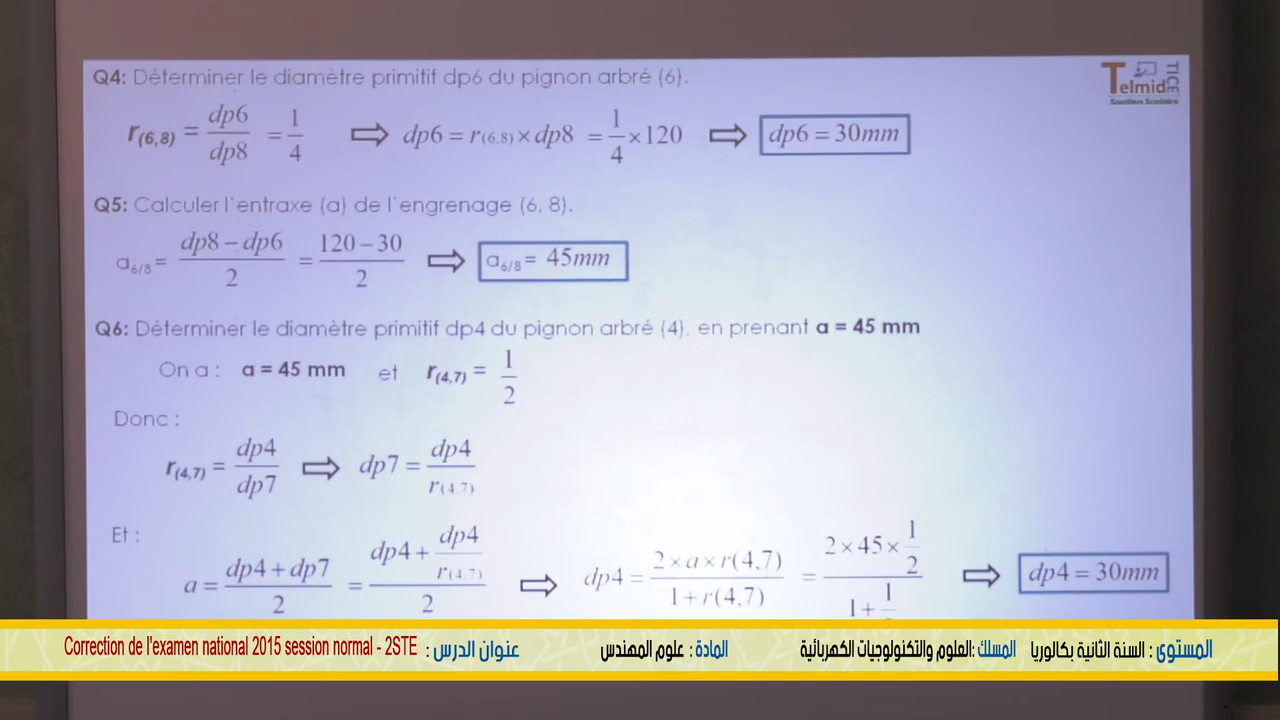 Q4: Déterminer le diamètre primitif dp6 du pignon arbré (6).
Telmid TICE
Soutien Scolaire
r(6,8) = dp6/dp8 = 1/4 ⇨ dp6 = r(6.8) × dp8 = 1/4 × 120 ⇨ dp6 = 30mm
Q5: Calculer l'entraxe (a) de l'engrenage (6, 8).
a6/8 = (dp8 − dp6)/2 = (120 − 30)/2 ⇨ a6/8 = 45mm
Q6: Déterminer le diamètre primitif dp4 du pignon arbré (4), en prenant a = 45 mm
On a : a = 45 mm et r(4,7) = 1/2
Donc :
r(4,7) = dp4/dp7 ⇨ dp7 = dp4/r(4,7)
Et :
a = (dp4 + dp7)/2 = (dp4 + dp4/r(4,7))/2 ⇨ dp4 = (2 × a × r(4,7))/(1 + r(4,7)) = (2 × 45 × 1/2)/(1 + 1/ ⇨ dp4 = 30mm
المستوى : السنة الثانية بكالوريا المسلك :العلوم والتكنولوجيات الكهربائية المادة : علوم المهندس عنوان الدرس : Correction de l'examen national 2015 session normal - 2STE